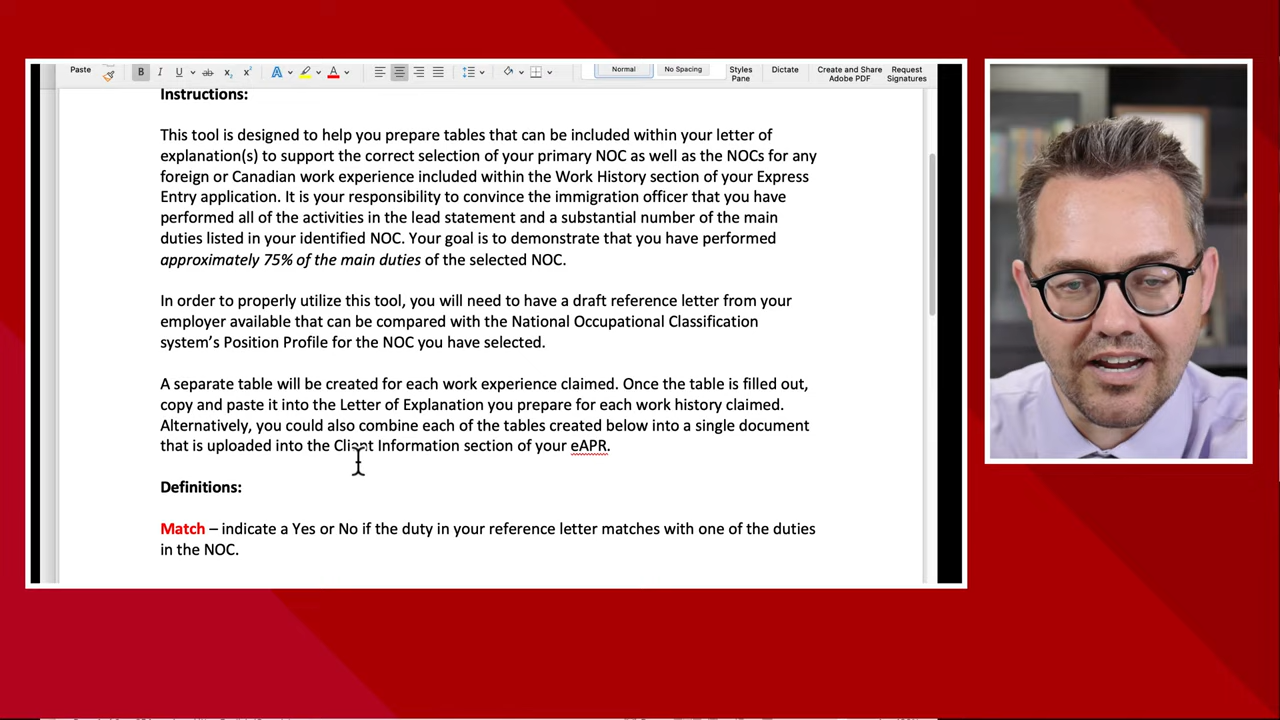 Paste
B I U ab x₂ x² A A
Normal
No Spacing
Styles
Pane
Dictate
Create and Share
Adobe PDF
Request
Signatures
Instructions:
This tool is designed to help you prepare tables that can be included within your letter of
explanation(s) to support the correct selection of your primary NOC as well as the NOCs for any
foreign or Canadian work experience included within the Work History section of your Express
Entry application. It is your responsibility to convince the immigration officer that you have
performed all of the activities in the lead statement and a substantial number of the main
duties listed in your identified NOC. Your goal is to demonstrate that you have performed
approximately 75% of the main duties of the selected NOC.
In order to properly utilize this tool, you will need to have a draft reference letter from your
employer available that can be compared with the National Occupational Classification
system's Position Profile for the NOC you have selected.
A separate table will be created for each work experience claimed. Once the table is filled out,
copy and paste it into the Letter of Explanation you prepare for each work history claimed.
Alternatively, you could also combine each of the tables created below into a single document
that is uploaded into the Client Information section of your eAPR.
Definitions:
Match – indicate a Yes or No if the duty in your reference letter matches with one of the duties
in the NOC.